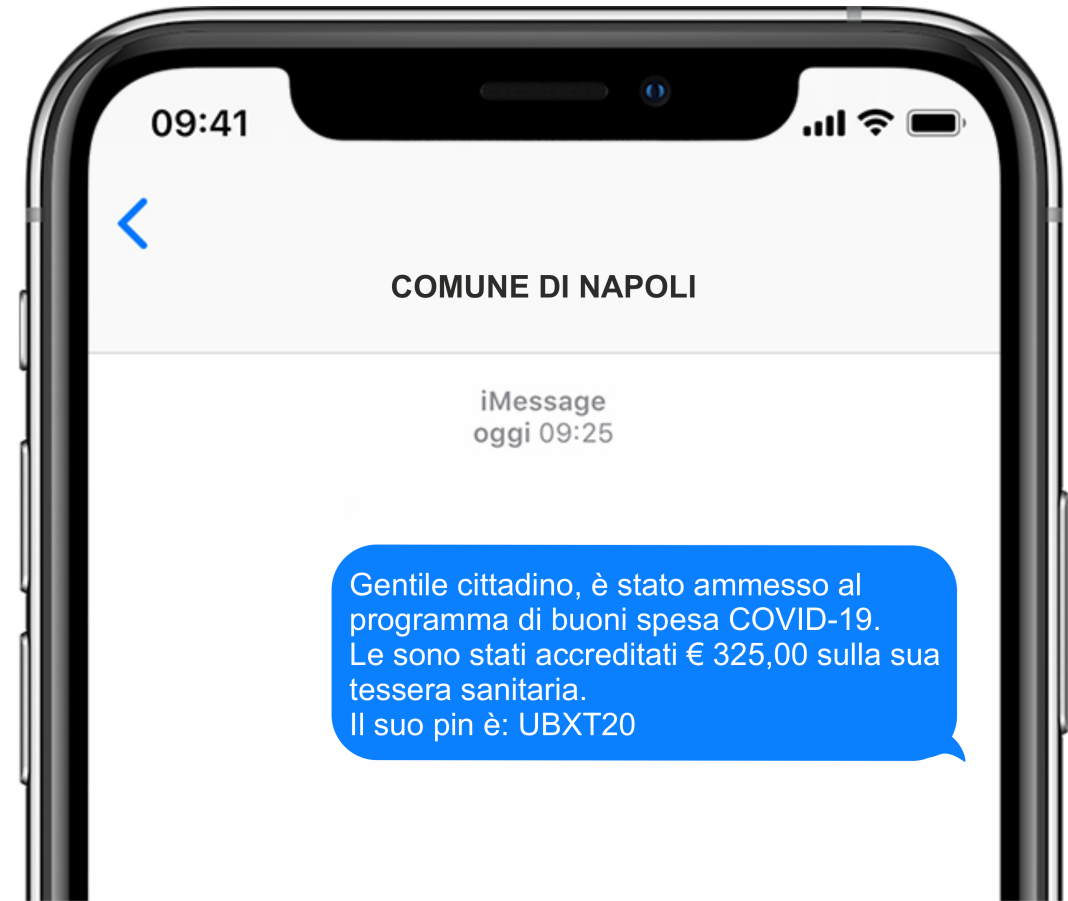 09:41
COMUNE DI NAPOLI
iMessage
oggi 09:25
Gentile cittadino, è stato ammesso al
programma di buoni spesa COVID-19.
Le sono stati accreditati € 325,00 sulla sua
tessera sanitaria.
Il suo pin è: UBXT20